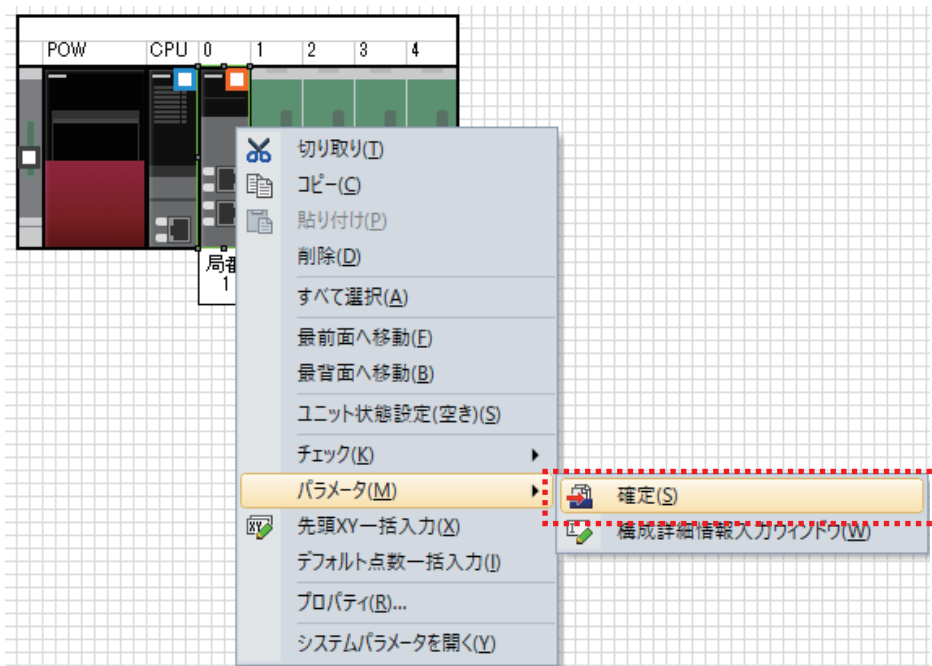 POW CPU 0 1 2 3 4
局番
1
切り取り(T)
コピー(C)
貼り付け(P)
削除(D)
すべて選択(A)
最前面へ移動(F)
最背面へ移動(B)
ユニット状態設定(空き)(S)
チェック(K)
パラメータ(M)
確定(S)
構成詳細情報入力ウィンドウ(W)
先頭XY一括入力(X)
デフォルト点数一括入力(I)
プロパティ(R)...
システムパラメータを開く(Y)